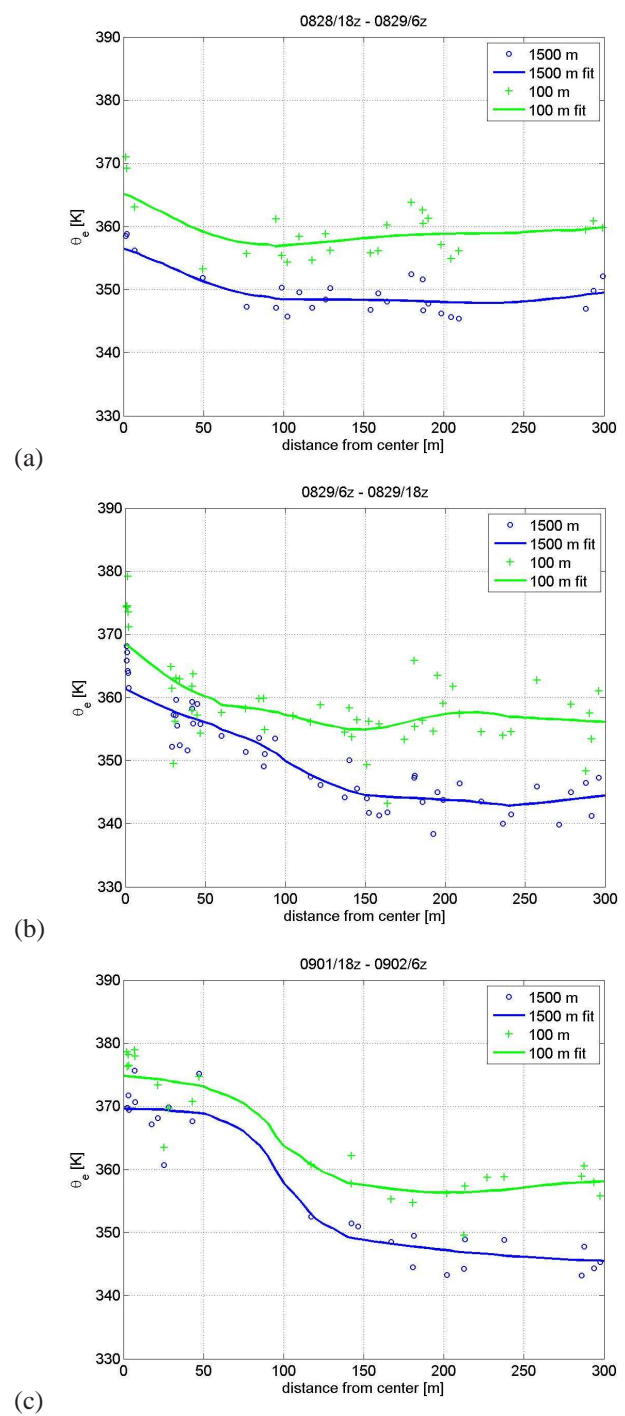 0828/18z - 0829/6z
390
380
370
360
350
340
330
θe [K]
1500 m
1500 m fit
100 m
100 m fit
0
50
100
150
200
250
300
distance from center [m]
(a)
0829/6z - 0829/18z
390
380
370
360
350
340
330
θe [K]
1500 m
1500 m fit
100 m
100 m fit
0
50
100
150
200
250
300
distance from center [m]
(b)
0901/18z - 0902/6z
390
380
370
360
350
340
330
θe [K]
1500 m
1500 m fit
100 m
100 m fit
0
50
100
150
200
250
300
distance from center [m]
(c)